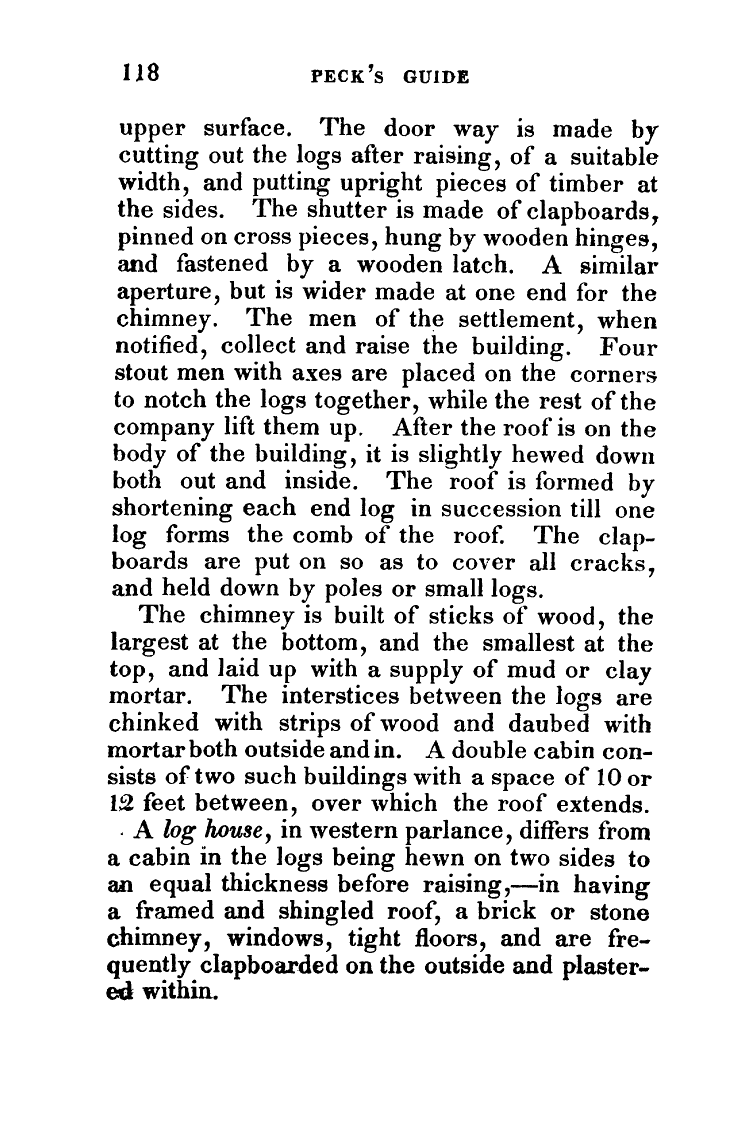 118 PECK'S GUIDE
upper surface. The door way is made by
cutting out the logs after raising, of a suitable
width, and putting upright pieces of timber at
the sides. The shutter is made of clapboards,
pinned on cross pieces, hung by wooden hinges,
and fastened by a wooden latch. A similar
aperture, but is wider made at one end for the
chimney. The men of the settlement, when
notified, collect and raise the building. Four
stout men with axes are placed on the corners
to notch the logs together, while the rest of the
company lift them up. After the roof is on the
body of the building, it is slightly hewed down
both out and inside. The roof is formed by
shortening each end log in succession till one
log forms the comb of the roof. The clap-
boards are put on so as to cover all cracks,
and held down by poles or small logs.
The chimney is built of sticks of wood, the
largest at the bottom, and the smallest at the
top, and laid up with a supply of mud or clay
mortar. The interstices between the logs are
chinked with strips of wood and daubed with
mortar both outside and in. A double cabin con-
sists of two such buildings with a space of 10 or
12 feet between, over which the roof extends.
A log house, in western parlance, differs from
a cabin in the logs being hewn on two sides to
an equal thickness before raising,—in having
a framed and shingled roof, a brick or stone
chimney, windows, tight floors, and are fre-
quently clapboarded on the outside and plaster-
ed within.